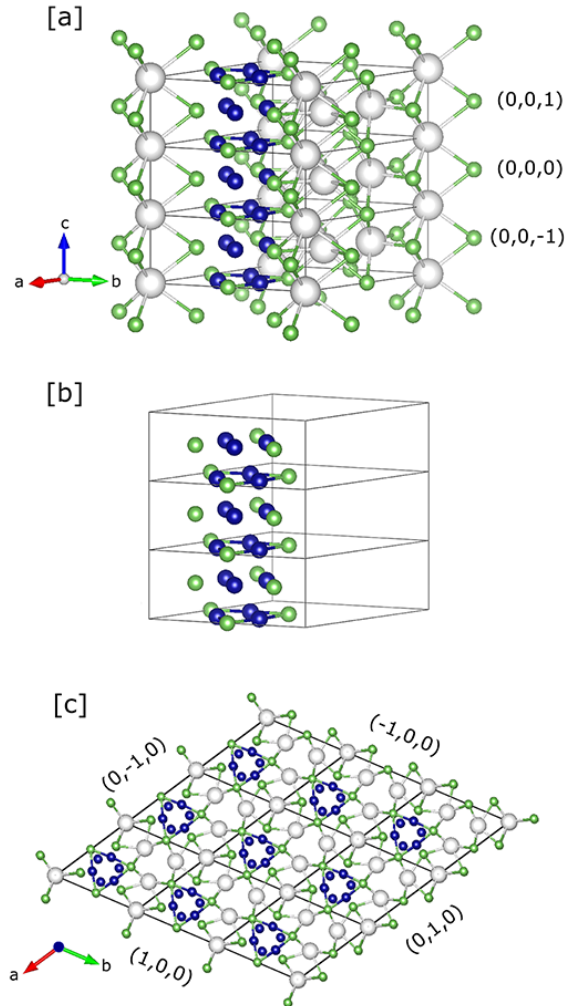 [a]
(0,0,1)
(0,0,0)
(0,0,-1)
c
a
b
[b]
[c]
(-1,0,0)
(0,-1,0)
(0,1,0)
(1,0,0)
a
b